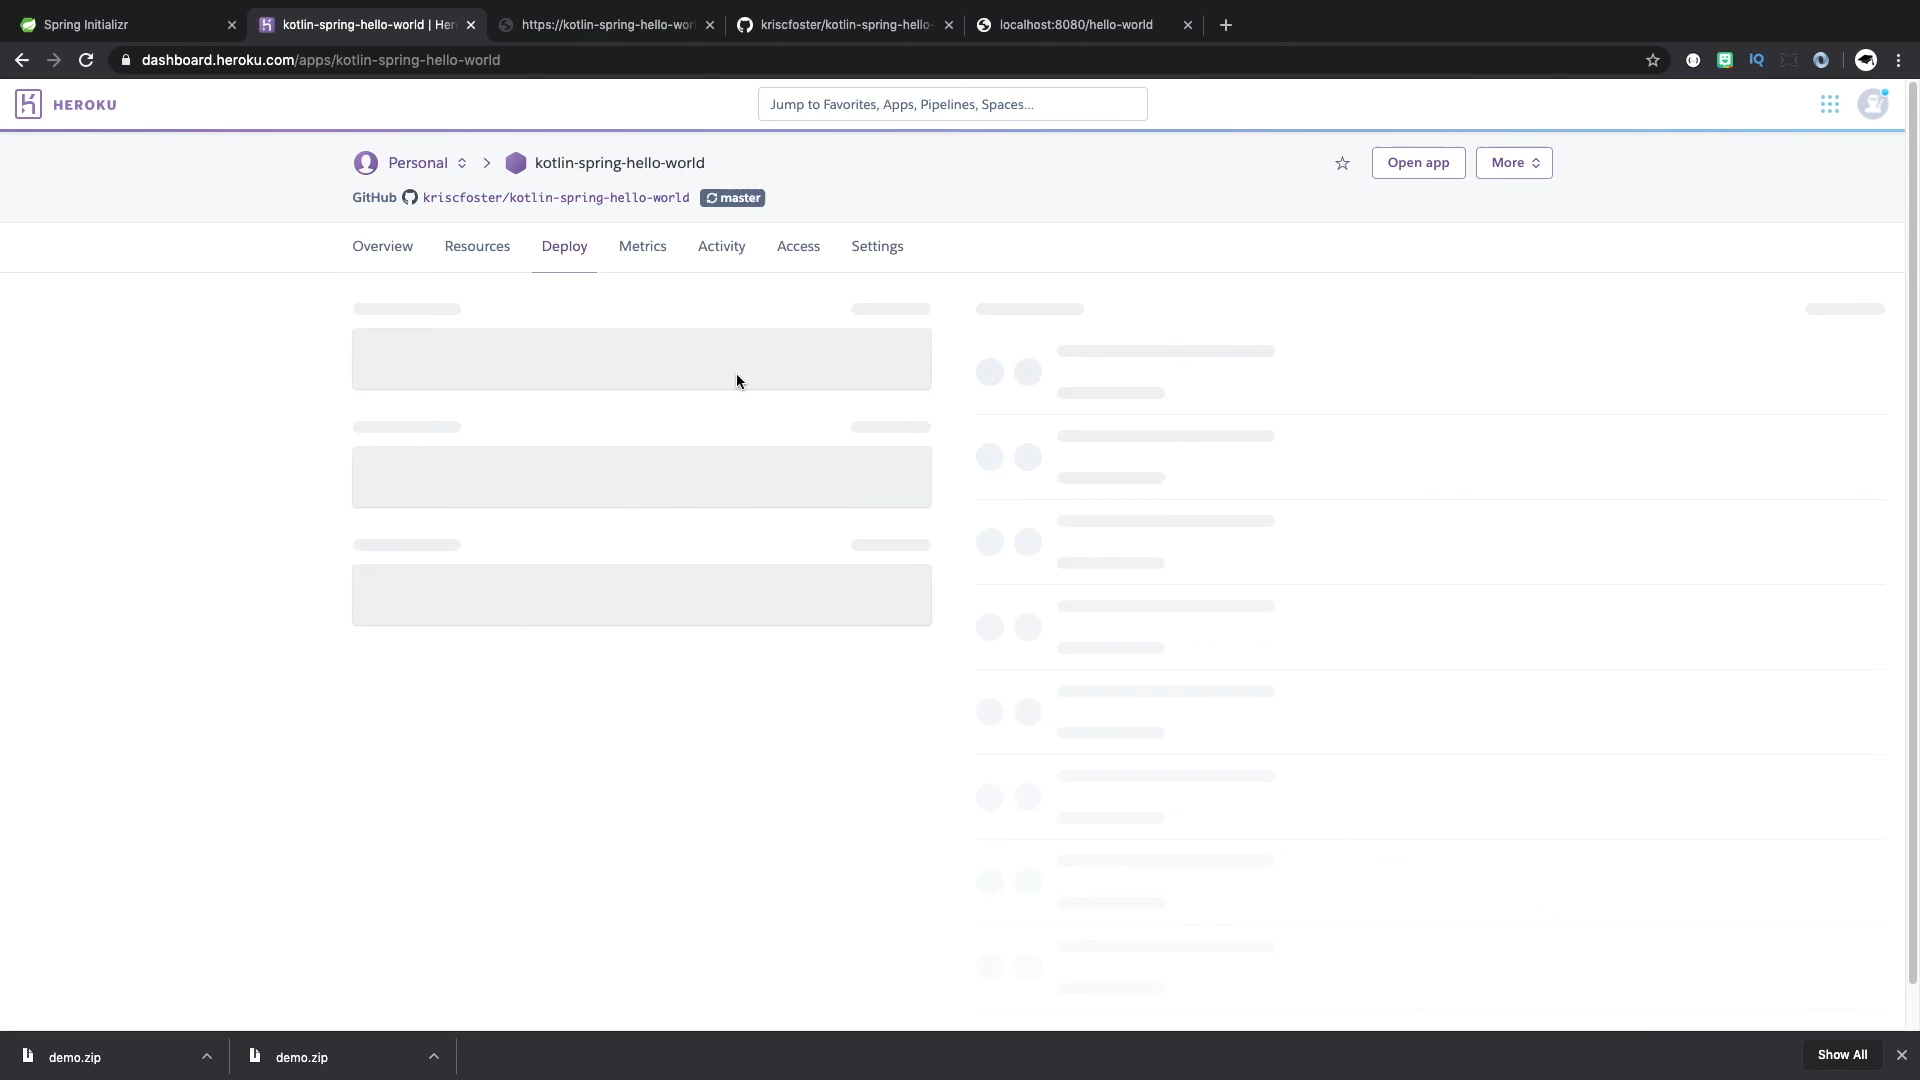 Spring Initializr
kotlin-spring-hello-world | Her
https://kotlin-spring-hello-wor
kriscfoster/kotlin-spring-hello-
localhost:8080/hello-world
dashboard.heroku.com/apps/kotlin-spring-hello-world
IQ
HEROKU
Jump to Favorites, Apps, Pipelines, Spaces...
Personal
kotlin-spring-hello-world
Open app
More
GitHub kriscfoster/kotlin-spring-hello-world master
Overview
Resources
Deploy
Metrics
Activity
Access
Settings
demo.zip
demo.zip
Show All